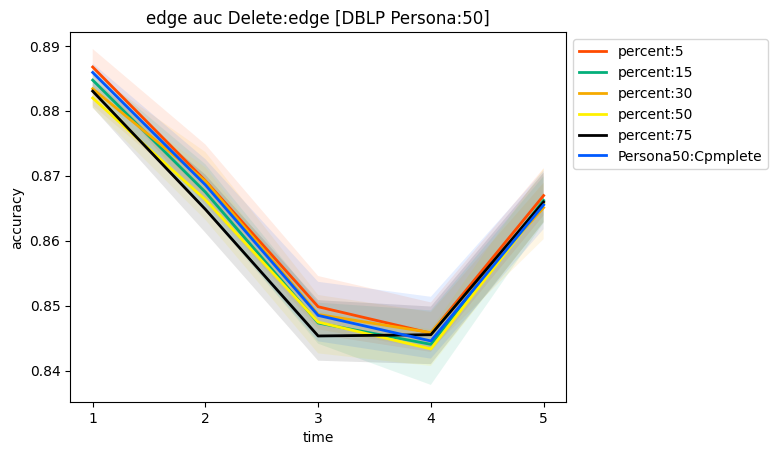 edge auc Delete:edge [DBLP Persona:50]
0.89
0.88
0.87
0.86
0.85
0.84
accuracy
1 2 3 4 5
time
percent:5
percent:15
percent:30
percent:50
percent:75
Persona50:Cpmplete